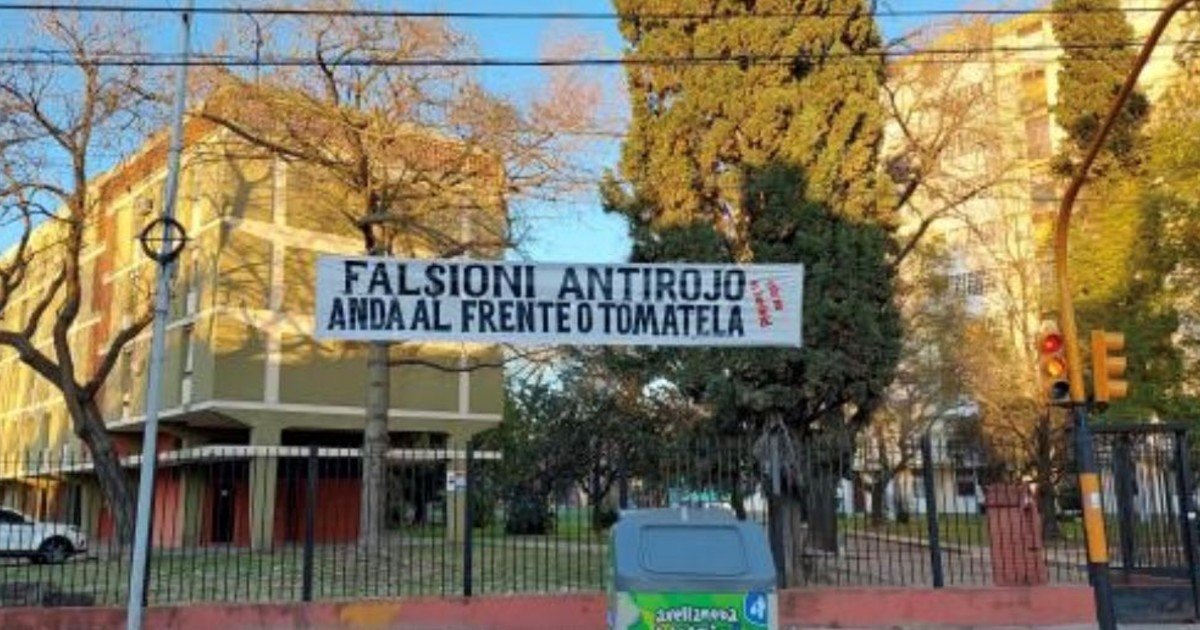 FALSIONI ANTIROJO
ANDA AL FRENTE O TOMATELA
avellaneda